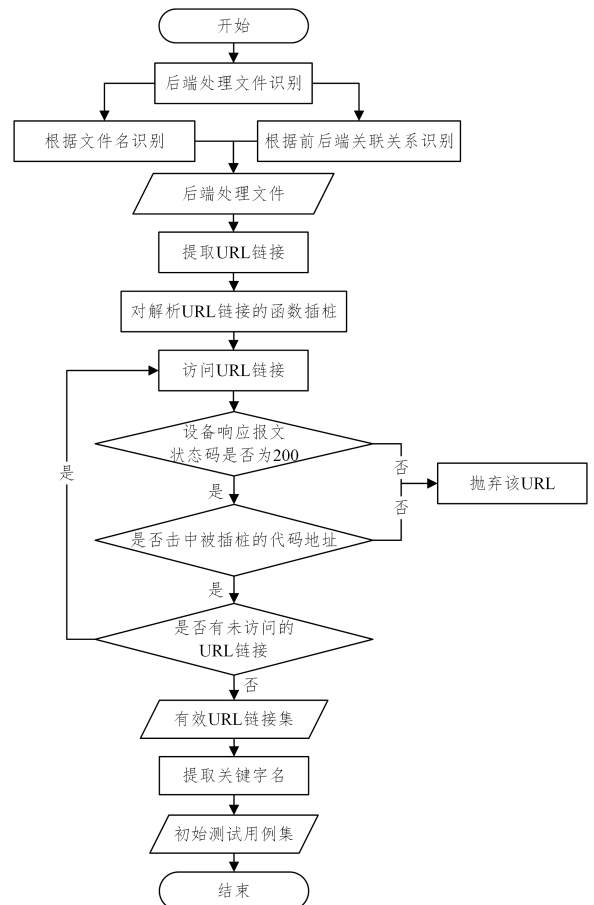 开始
后端处理文件识别
根据文件名识别
根据前后端关联关系识别
后端处理文件
提取URL链接
对解析URL链接的函数插桩
访问URL链接
设备响应报文
状态码是否为200
是
否
抛弃该URL
是
否
是否击中被插桩的代码地址
是
是否有未访问的
URL链接
否
有效URL链接集
提取关键字名
初始测试用例集
结束